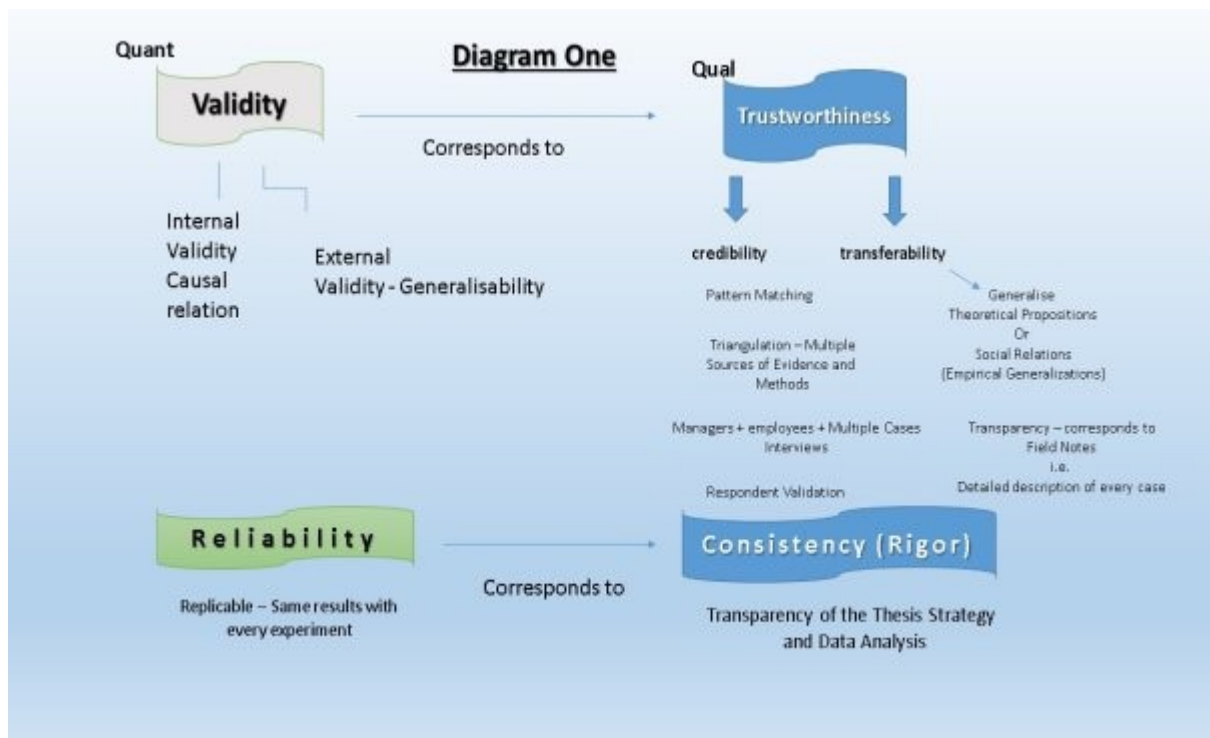 Quant
Diagram One
Qual
Validity
Trustworthiness
Corresponds to
Internal
Validity
Causal
relation
External
Validity - Generalisability
credibility
transferability
Pattern Matching
Triangulation – Multiple
Sources of Evidence and
Methods
Managers + employees + Multiple Cases
Interviews
Respondent Validation
Generalise
Theoretical Propositions
Or
Social Relations
(Empirical Generalizations)
Transparency – corresponds to
Field Notes
i.e.
Detailed description of every case
Reliability
Consistency (Rigor)
Corresponds to
Replicable – Same results with
every experiment
Transparency of the Thesis Strategy
and Data Analysis